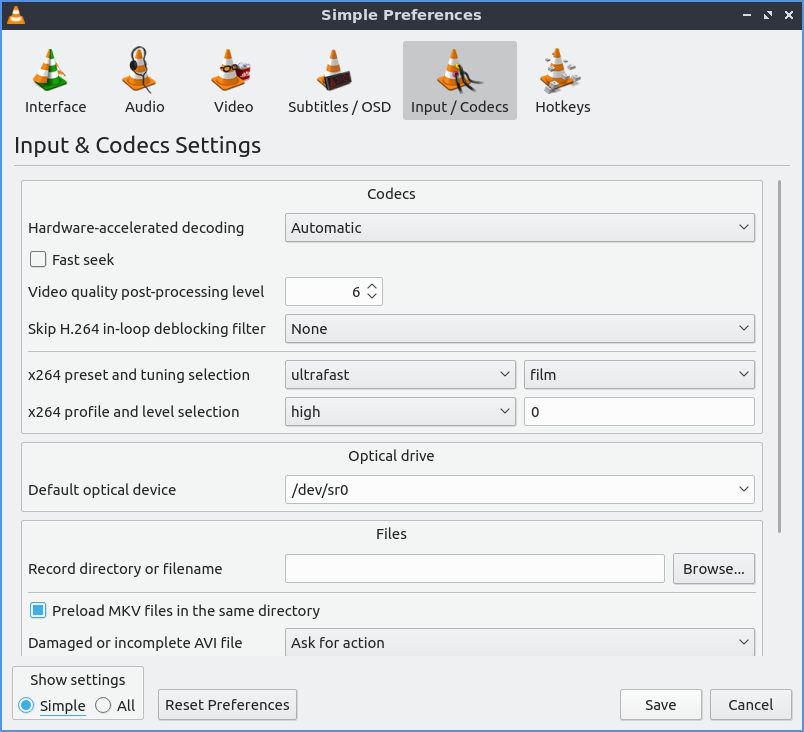 Simple Preferences
Interface Audio Video Subtitles / OSD Input / Codecs Hotkeys
Input & Codecs Settings
Codecs
Hardware-accelerated decoding Automatic
Fast seek
Video quality post-processing level 6
Skip H.264 in-loop deblocking filter None
x264 preset and tuning selection ultrafast film
x264 profile and level selection high 0
Optical drive
Default optical device /dev/sr0
Files
Record directory or filename Browse...
Preload MKV files in the same directory
Damaged or incomplete AVI file Ask for action
Show settings
Simple All Reset Preferences Save Cancel